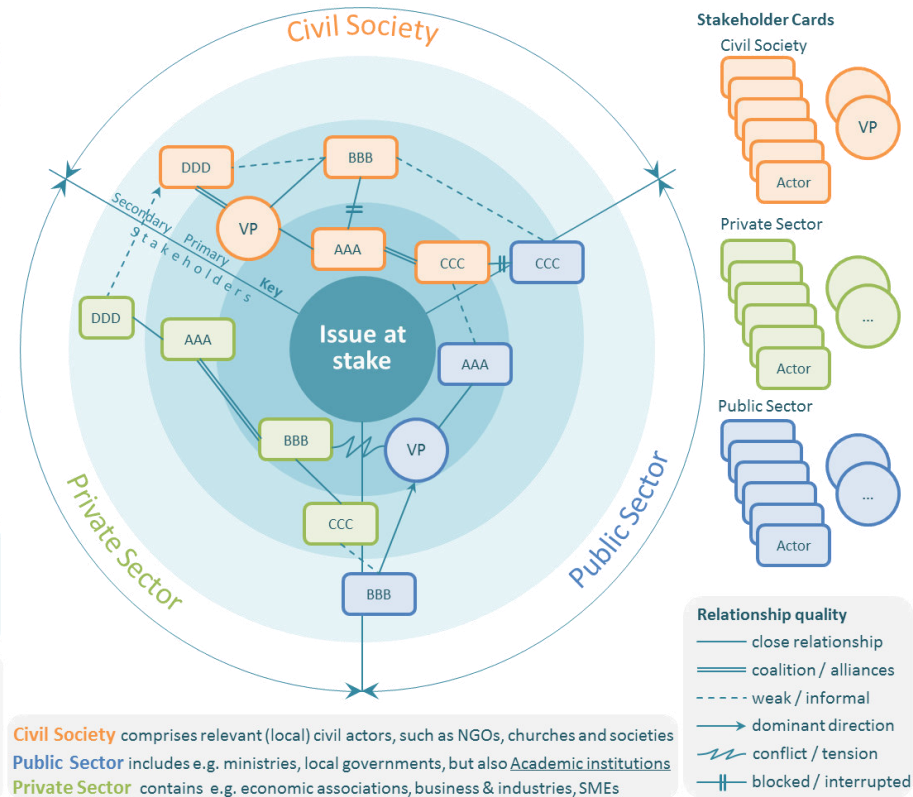 Civil Society
Stakeholder Cards
Civil Society
VP
Actor
Private Sector
...
Actor
Public Sector
...
Actor
DDD
BBB
VP
AAA
CCC
CCC
Secondary Primary Key
Stakeholders
Issue at
stake
DDD
AAA
AAA
BBB
VP
CCC
BBB
Private Sector
Public Sector
Relationship quality
close relationship
coalition / alliances
weak / informal
dominant direction
conflict / tension
blocked / interrupted
Civil Society comprises relevant (local) civil actors, such as NGOs, churches and societies
Public Sector includes e.g. ministries, local governments, but also Academic institutions
Private Sector contains e.g. economic associations, business & industries, SMEs